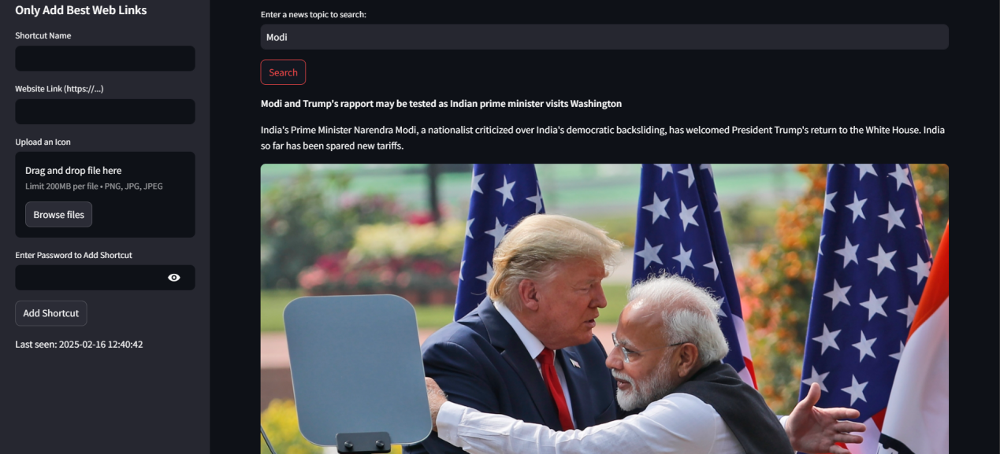 Only Add Best Web Links
Shortcut Name
Website Link (https://...)
Upload an Icon
Drag and drop file here
Limit 200MB per file • PNG, JPG, JPEG
Browse files
Enter Password to Add Shortcut
Add Shortcut
Last seen: 2025-02-16 12:40:42
Enter a news topic to search:
Modi
Search
Modi and Trump's rapport may be tested as Indian prime minister visits Washington
India's Prime Minister Narendra Modi, a nationalist criticized over India's democratic backsliding, has welcomed President Trump's return to the White House. India
so far has been spared new tariffs.